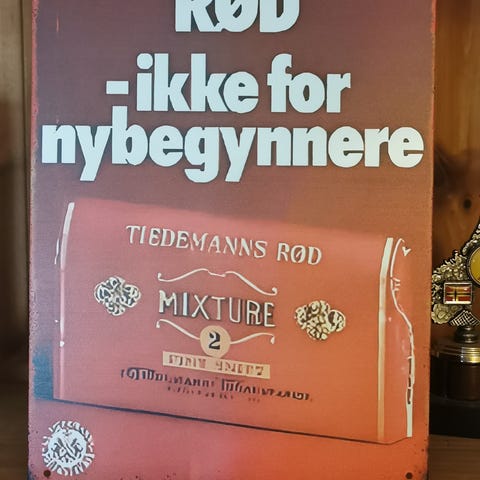 RØD
-ikke for
nybegynnere
TIEDEMANNS RØD
MIXTURE
2